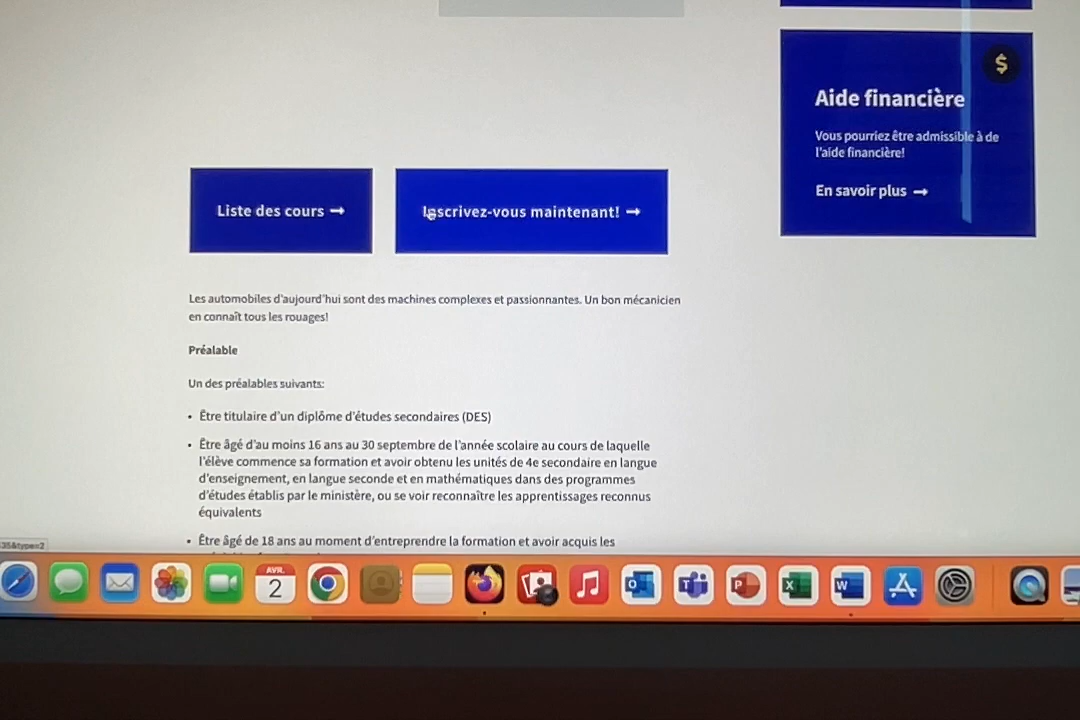 Aide financière
Vous pourriez être admissible à de
l'aide financière!
En savoir plus →
Liste des cours →
Inscrivez-vous maintenant! →
Les automobiles d'aujourd'hui sont des machines complexes et passionnantes. Un bon mécanicien
en connaît tous les rouages!
Préalable
Un des préalables suivants:
• Être titulaire d'un diplôme d'études secondaires (DES)
• Être âgé d'au moins 16 ans au 30 septembre de l'année scolaire au cours de laquelle
l'élève commence sa formation et avoir obtenu les unités de 4e secondaire en langue
d'enseignement, en langue seconde et en mathématiques dans des programmes
d'études établis par le ministère, ou se voir reconnaître les apprentissages reconnus
équivalents
• Être âgé de 18 ans au moment d'entreprendre la formation et avoir acquis les
35&type=2
AVR.
2